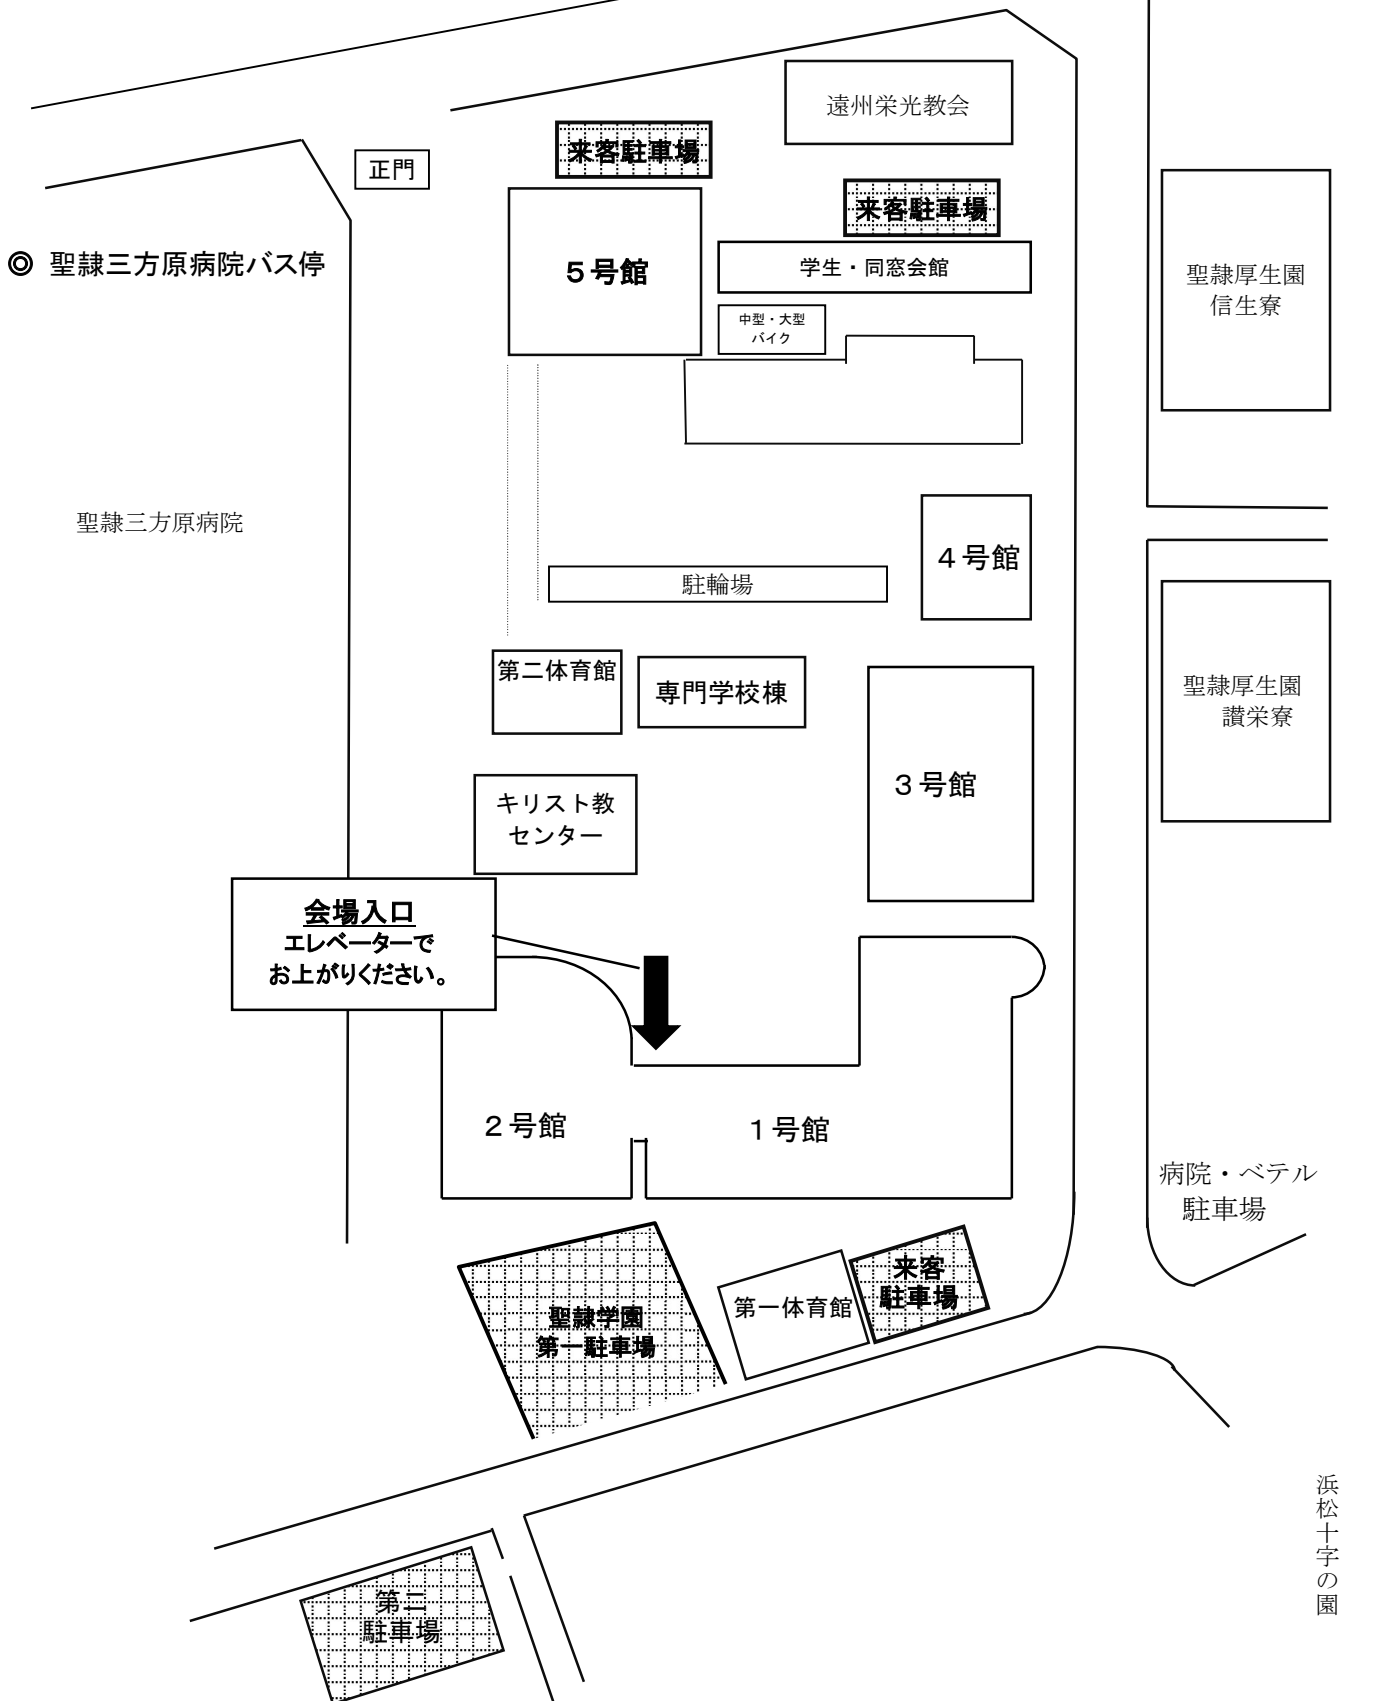 遠州栄光教会
来客駐車場
正門
来客駐車場
◎ 聖隷三方原病院バス停
５号館
学生・同窓会館
聖隷厚生園
信生寮
中型・大型
バイク
聖隷三方原病院
４号館
駐輪場
第二体育館
専門学校棟
聖隷厚生園
讃栄寮
３号館
キリスト教
センター
会場入口
エレベーターで
お上がりください。
２号館
１号館
病院・ベテル
駐車場
来客
駐車場
第一体育館
聖隷学園
第一駐車場
浜松十字の園
第二
駐車場